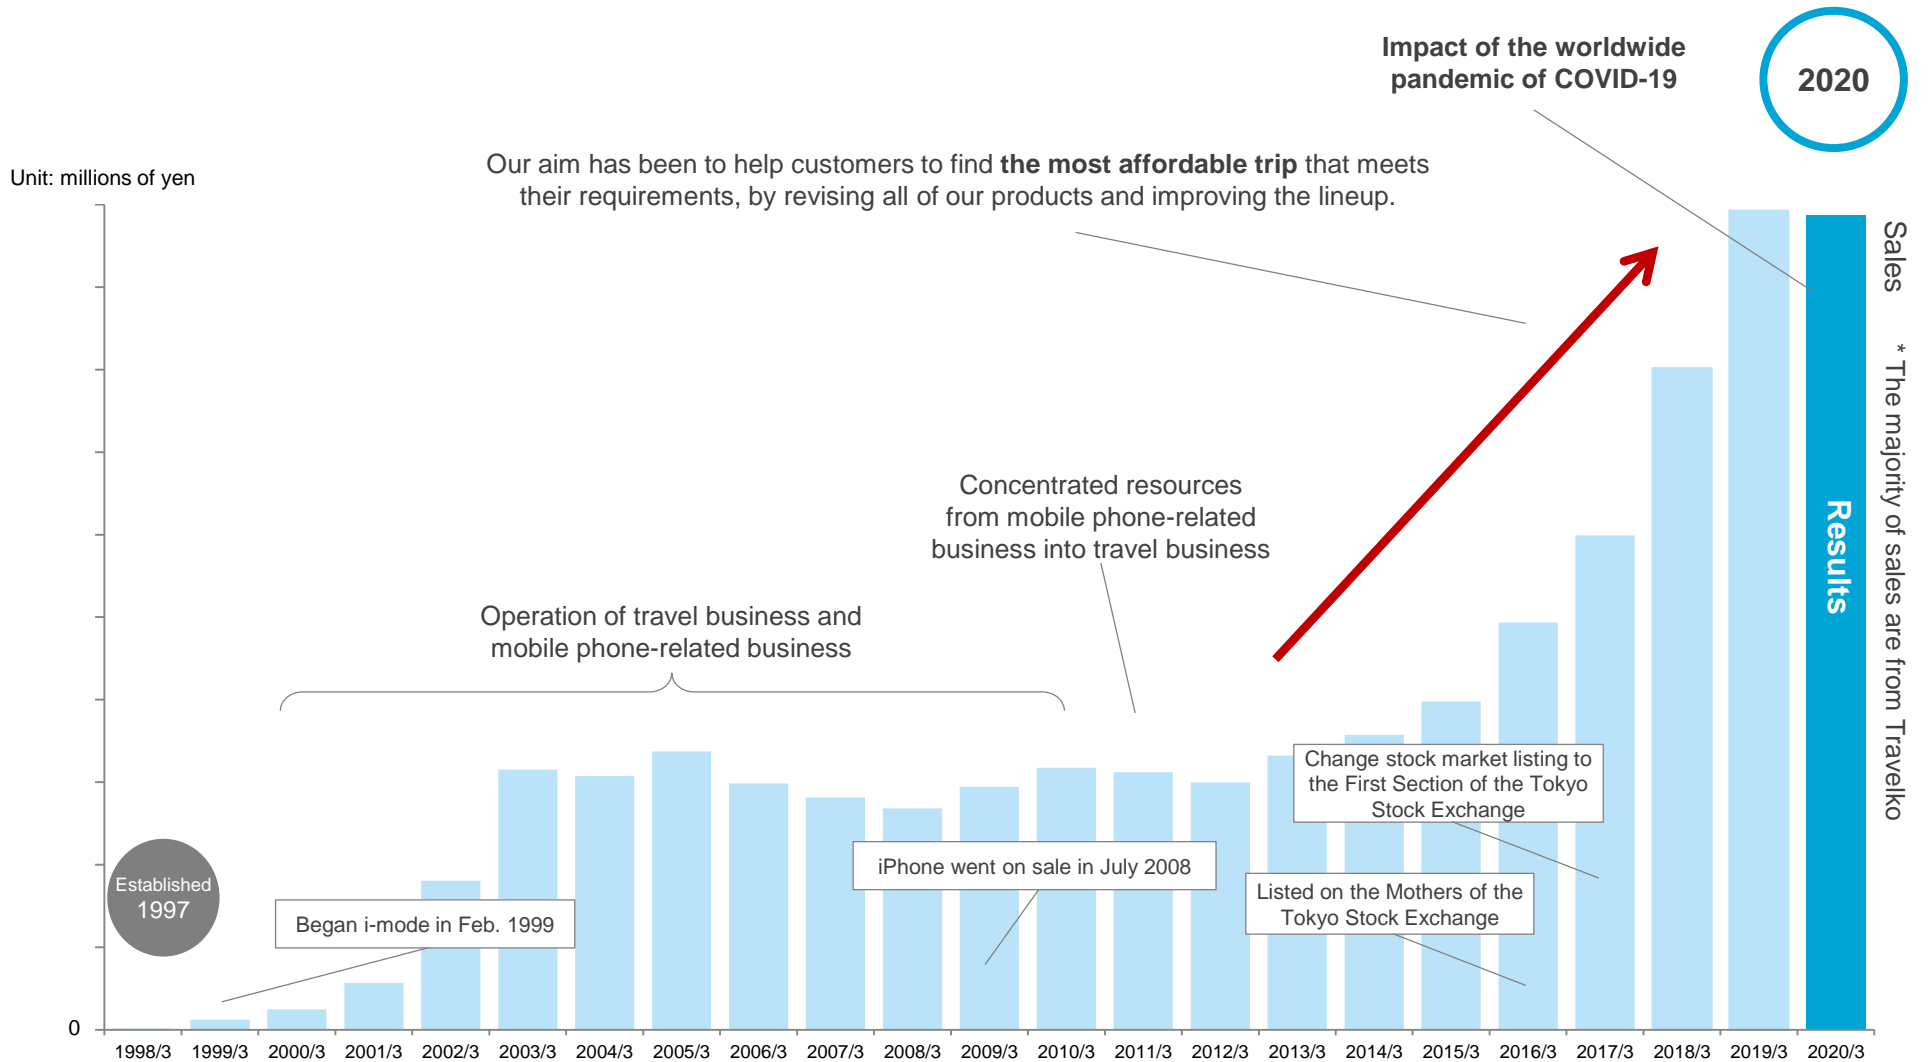 Impact of the worldwide
pandemic of COVID-19
2020
Our aim has been to help customers to find the most affordable trip that meets
their requirements, by revising all of our products and improving the lineup.
Unit: millions of yen
Sales * The majority of sales are from Travelko
Results
Concentrated resources
from mobile phone-related
business into travel business
Operation of travel business and
mobile phone-related business
Change stock market listing to
the First Section of the Tokyo
Stock Exchange
iPhone went on sale in July 2008
Listed on the Mothers of the
Tokyo Stock Exchange
Established
1997
Began i-mode in Feb. 1999
0
1998/3 1999/3 2000/3 2001/3 2002/3 2003/3 2004/3 2005/3 2006/3 2007/3 2008/3 2009/3 2010/3 2011/3 2012/3 2013/3 2014/3 2015/3 2016/3 2017/3 2018/3 2019/3 2020/3